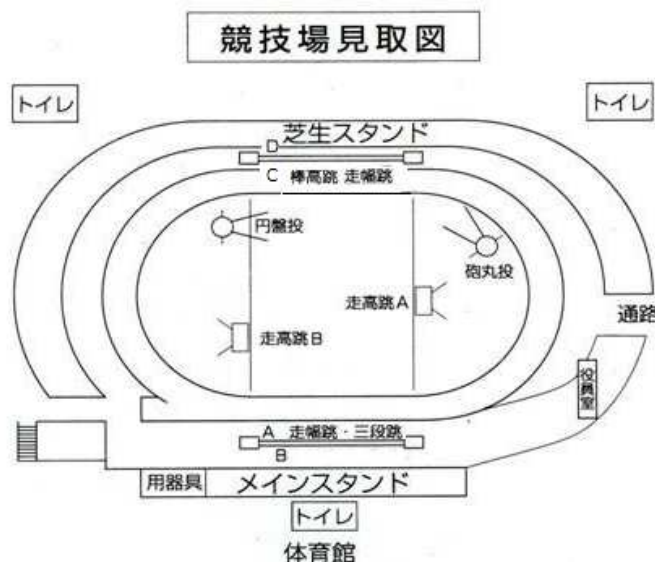 競技場見取図
トイレ
トイレ
芝生スタンド
D
C 棒高跳 走幅跳
円盤投
砲丸投
走高跳A
通路
走高跳B
役員室
A 走幅跳・三段跳
B
用器具
メインスタンド
トイレ
体育館